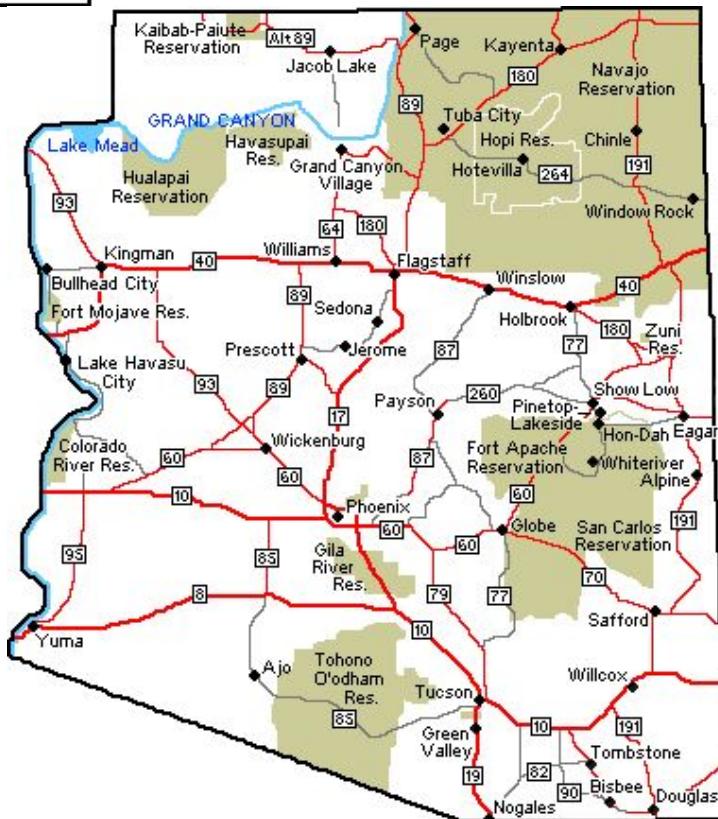 Kaibab-Paiute
Reservation
Alt 89
Jacob Lake
Page
Kayenta
180
Navajo
Reservation
89
GRAND CANYON
Lake Mead
Havasupai
Res.
Tuba City
Hopi Res.
Chinle
Hualapai
Reservation
Grand Canyon
Village
Hotevilla
264
191
93
Window Rock
64
180
Kingman
40
Williams
Flagstaff
Bullhead City
Winslow
40
89
Sedona
Holbrook
Fort Mojave Res.
180
Zuni
Res.
77
87
Lake Havasu
City
Prescott
Jerome
93
89
260
Show Low
Payson
Pinetop-
Lakeside
17
Hon-Dah
Eagar
Colorado
River Res.
60
Wickenburg
87
Fort Apache
Reservation
Whiteriver
Alpine
60
60
10
Phoenix
60
Globe
San Carlos
Reservation
191
95
85
Gila
River
Res.
60
70
8
79
77
Safford
Yuma
10
Ajo
Tohono
O'odham
Res.
Willcox
Tucson
85
10
191
Green
Valley
Tombstone
19
82
90
Bisbee
Douglas
Nogales